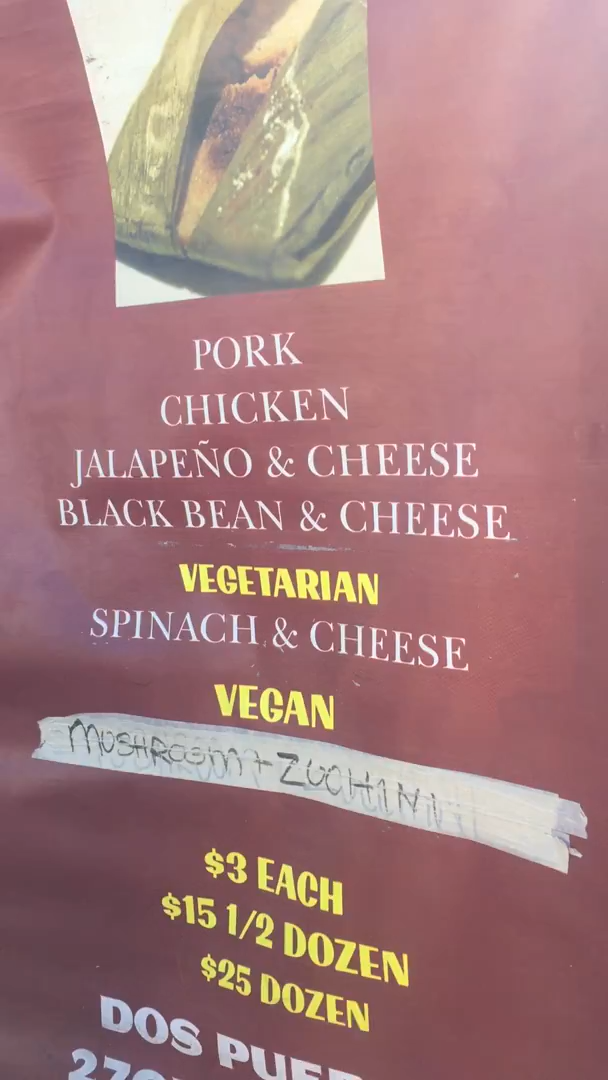 PORK
CHICKEN
JALAPEÑO & CHEESE
BLACK BEAN & CHEESE
VEGETARIAN
SPINACH & CHEESE
VEGAN
MUSHROOM + ZUCHINNI
$3 EACH
$15 1/2 DOZEN
$25 DOZEN
DOS